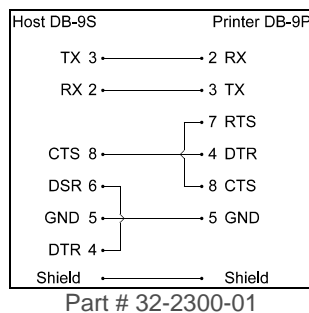 Host DB-9S Printer DB-9P
TX 3 2 RX
RX 2 3 TX
7 RTS
CTS 8 4 DTR
DSR 6 8 CTS
GND 5 5 GND
DTR 4
Shield Shield
Part # 32-2300-01